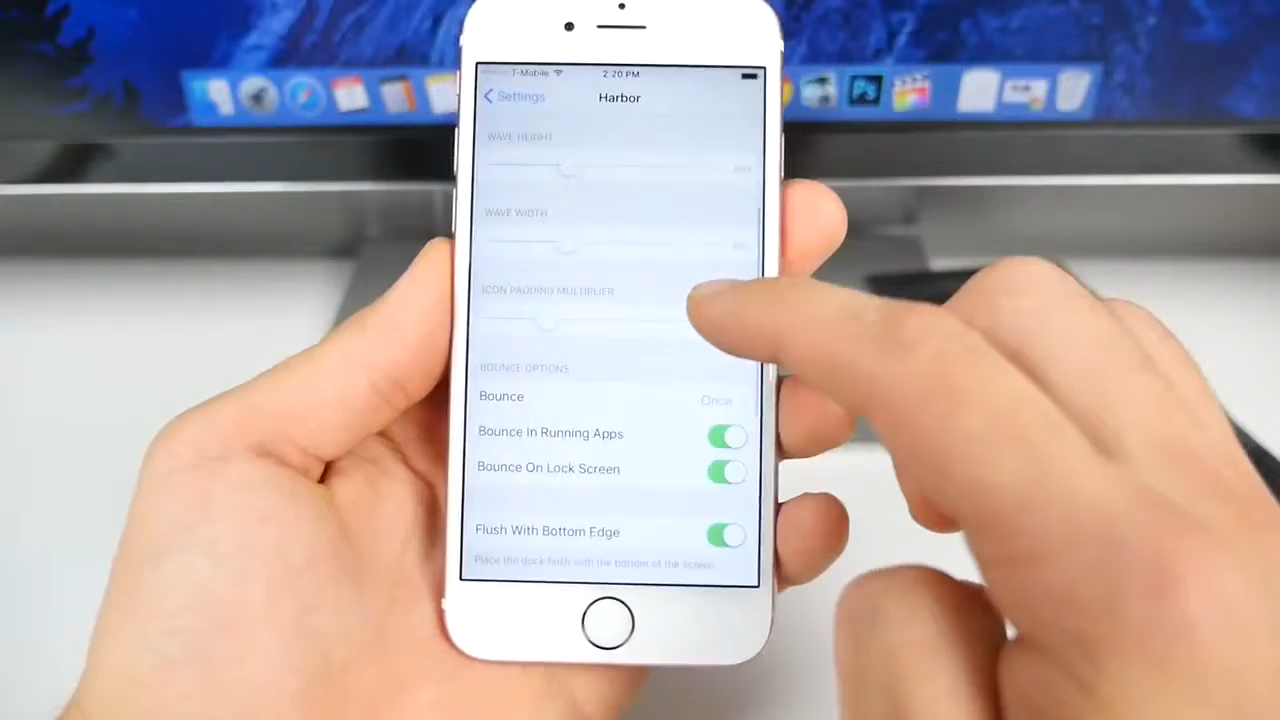 T-Mobile 2:20 PM
Settings Harbor
WAVE HEIGHT
WAVE WIDTH
ICON PADDING MULTIPLIER
BOUNCE OPTIONS
Bounce Once
Bounce In Running Apps
Bounce On Lock Screen
Flush With Bottom Edge
Place the dock flush with the bottom of the screen
Ps